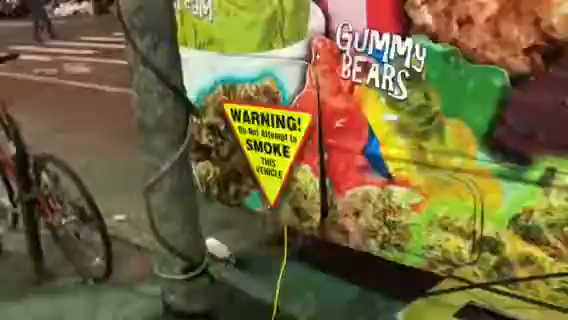 GUMMY
BEARS
WARNING!
Do Not Attempt to
SMOKE
THIS
VEHICLE